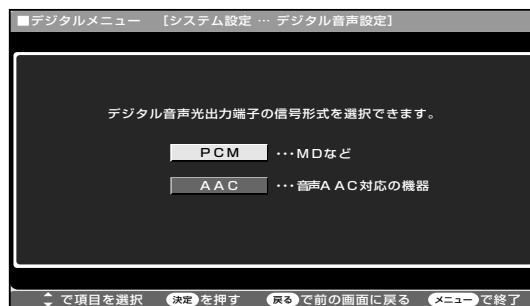 ■デジタルメニュー [システム設定 … デジタル音声設定]
デジタル音声光出力端子の信号形式を選択できます。
PCM ・・・MDなど
AAC ・・・音声AAC対応の機器
で項目を選択 決定を押す 戻るで前の画面に戻る メニューで終了